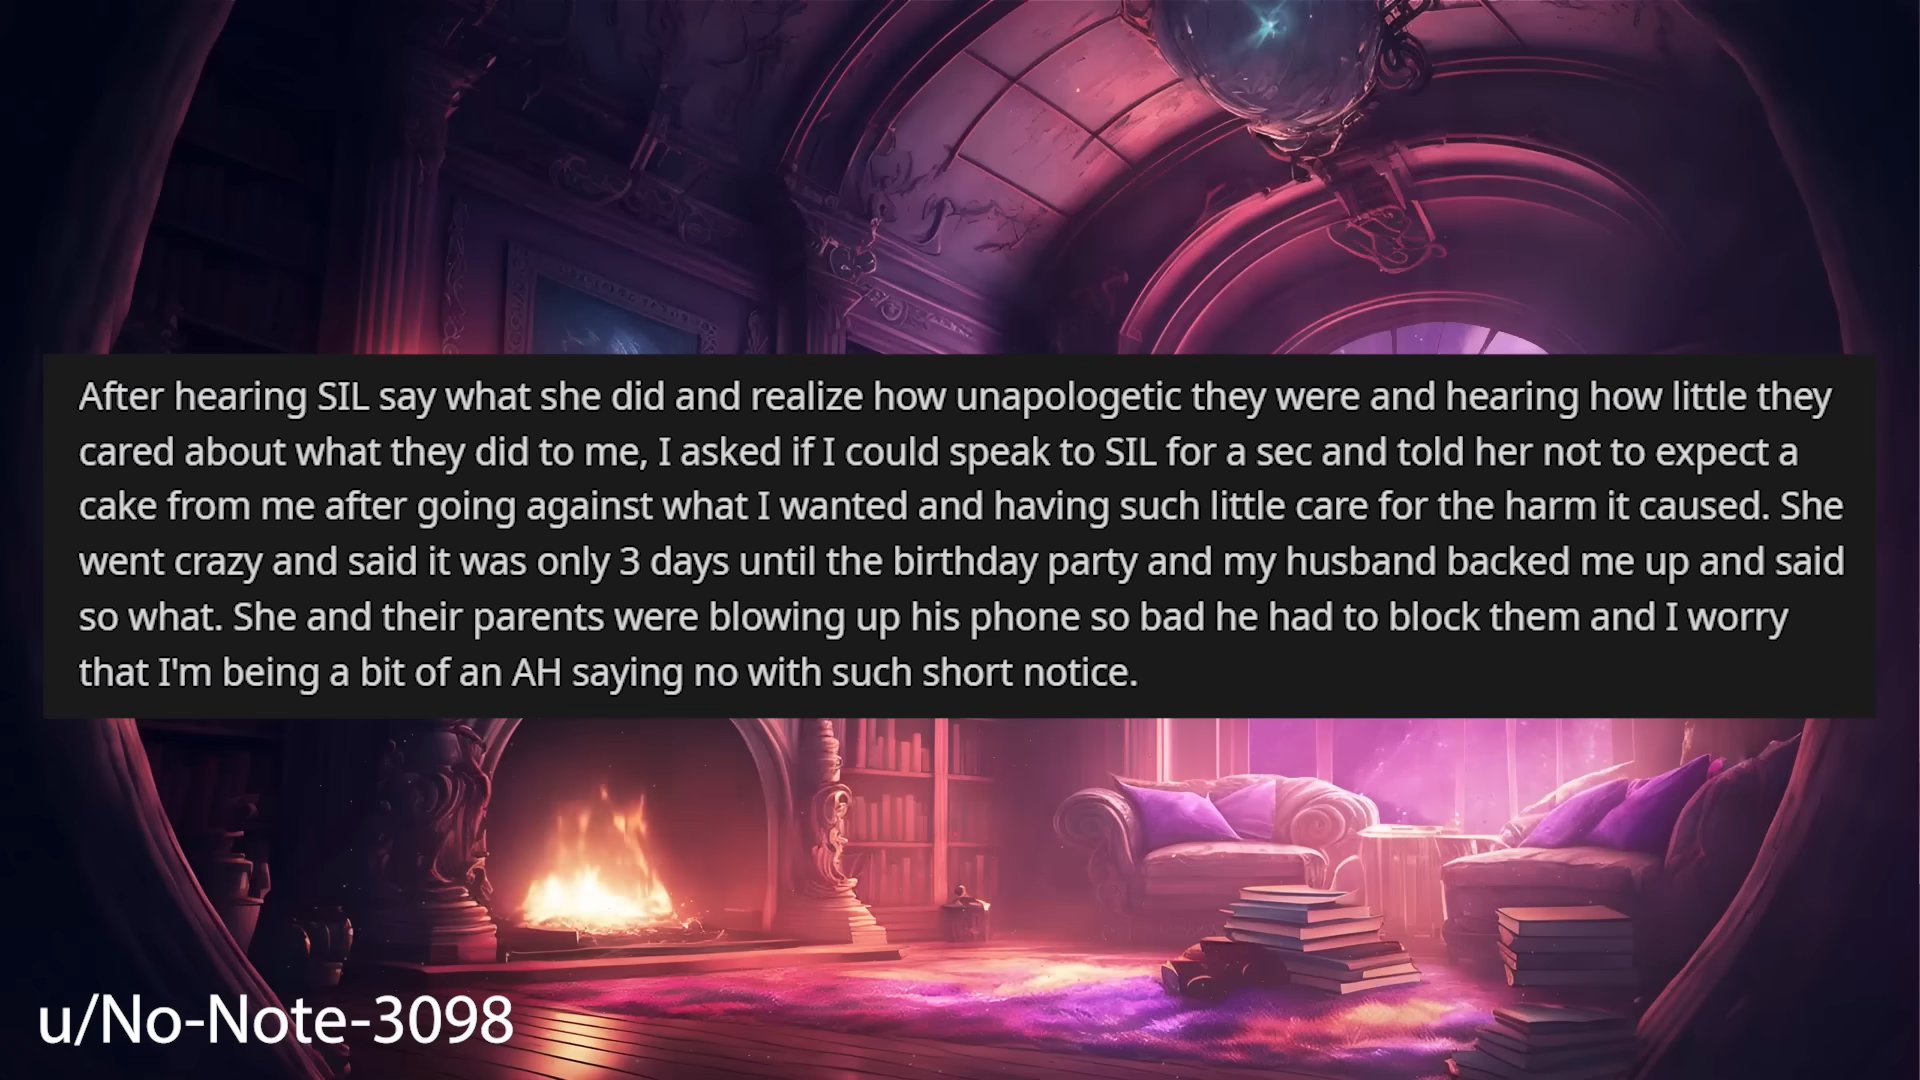 After hearing SIL say what she did and realize how unapologetic they were and hearing how little they
cared about what they did to me, I asked if I could speak to SIL for a sec and told her not to expect a
cake from me after going against what I wanted and having such little care for the harm it caused. She
went crazy and said it was only 3 days until the birthday party and my husband backed me up and said
so what. She and their parents were blowing up his phone so bad he had to block them and I worry
that I'm being a bit of an AH saying no with such short notice.
u/No-Note-3098